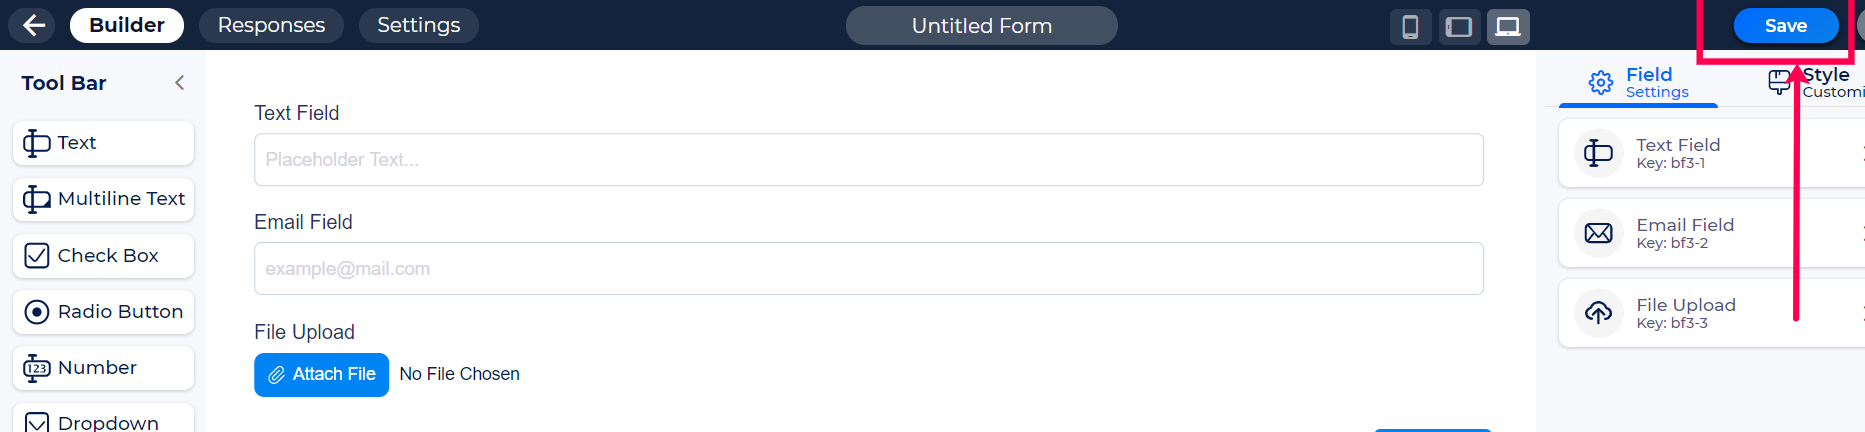 Builder
Responses
Settings
Untitled Form
Save
Tool Bar
Text
Multiline Text
Check Box
Radio Button
123
Number
Dropdown
Text Field
Placeholder Text...
Email Field
example@mail.com
File Upload
Attach File
No File Chosen
Field
Settings
Style
Customi
Text Field
Key: bf3-1
Email Field
Key: bf3-2
File Upload
Key: bf3-3